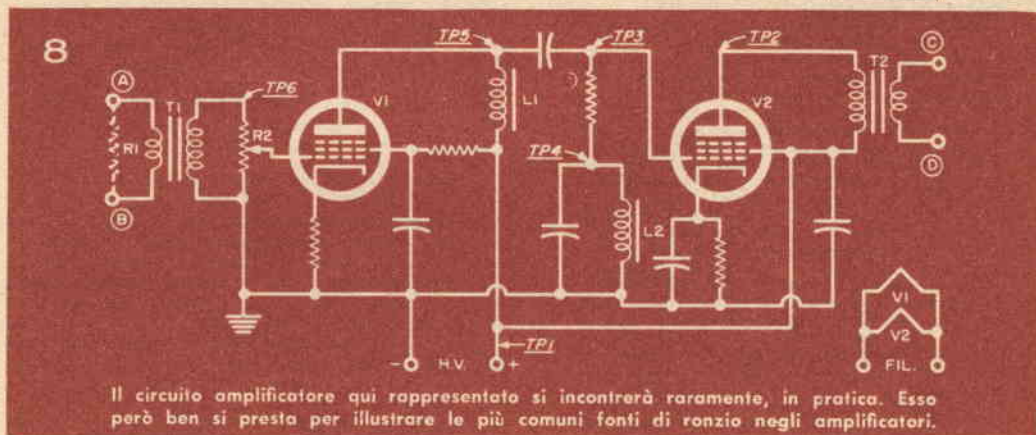 8
TP5
TP3
TP2
A
T1
TP6
V1
L1
V2
T2
C
R1
R2
TP4
D
B
L2
V1
V2
- H.V. +
TP1
FIL.
Il circuito amplificatore qui rappresentato si incontrerà raramente, in pratica. Esso
però ben si presta per illustrare le più comuni fonti di ronzio negli amplificatori.